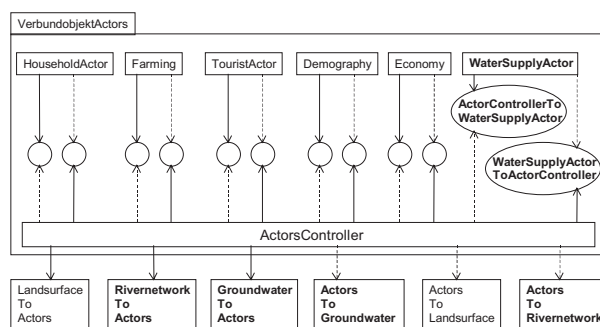 VerbundobjektActors
HouseholdActor
Farming
TouristActor
Demography
Economy
WaterSupplyActor
ActorControllerTo
WaterSupplyActor
WaterSupplyActor
ToActorController
ActorsController
Landsurface
To
Actors
Rivernetwork
To
Actors
Groundwater
To
Actors
Actors
To
Groundwater
Actors
To
Landsurface
Actors
To
Rivernetwork